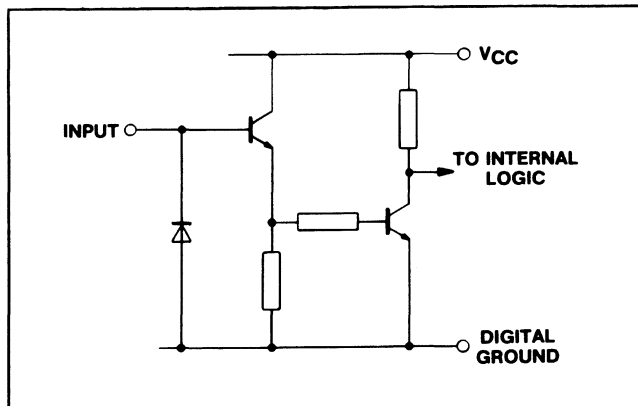 VCC
INPUT
TO INTERNAL
LOGIC
DIGITAL
GROUND